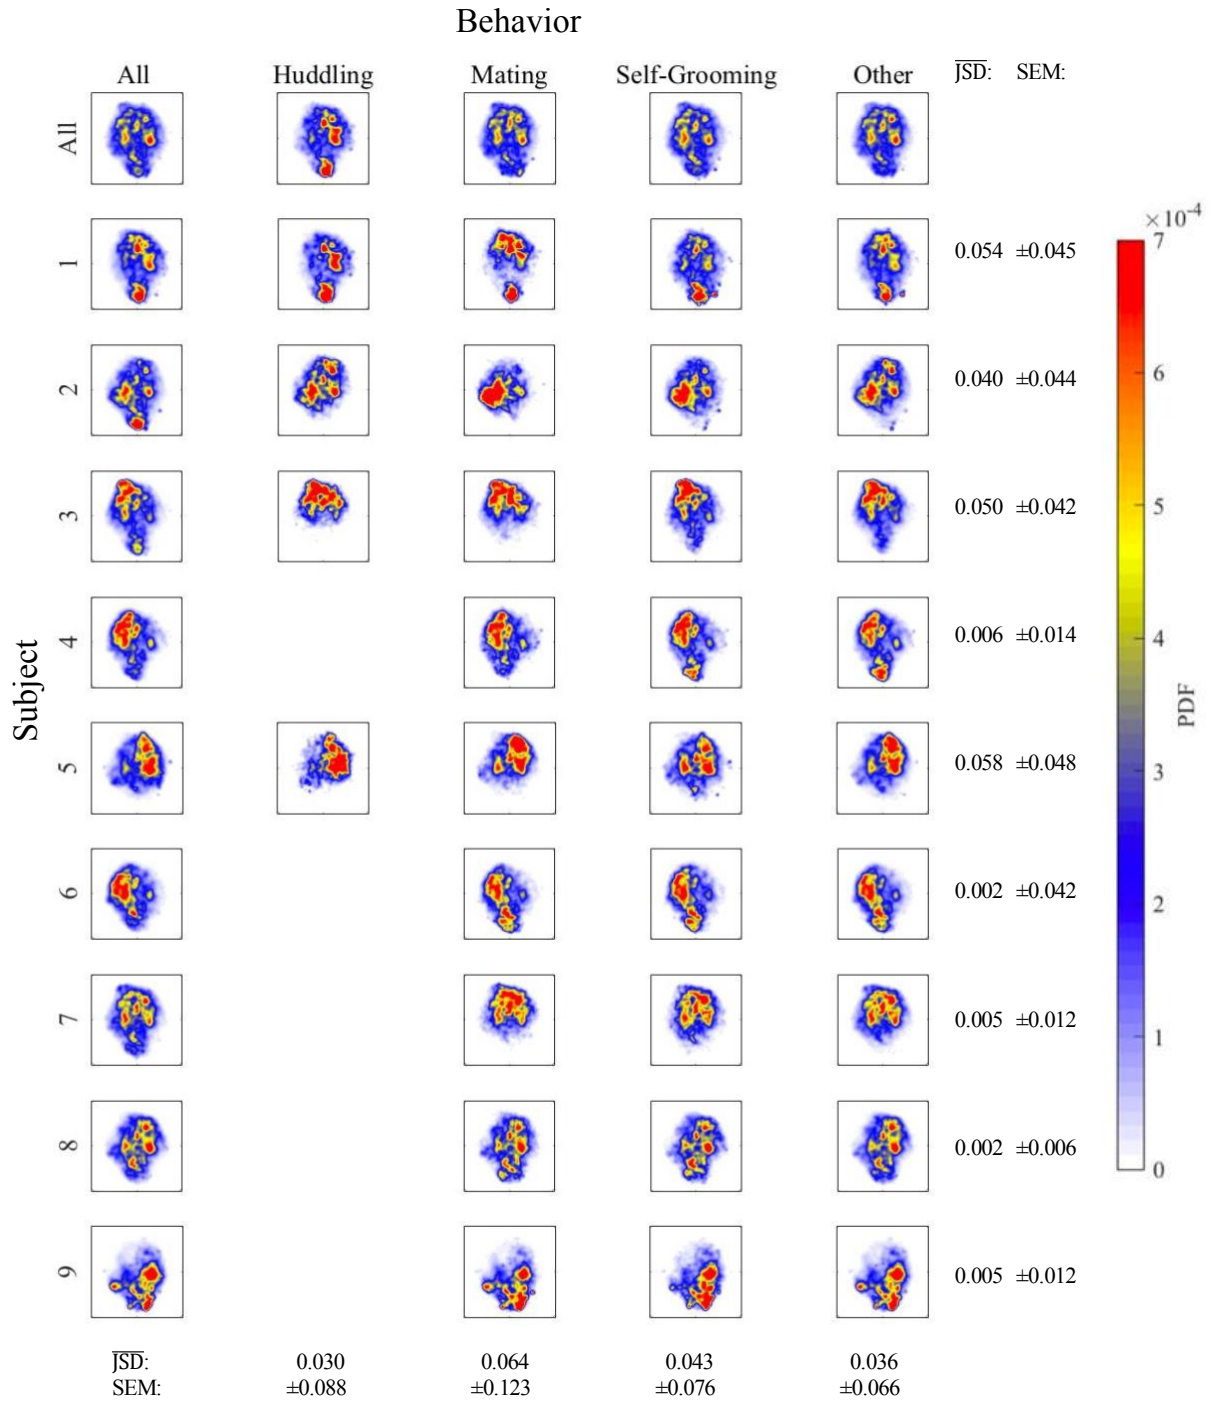 Behavior
All Huddling Mating Self-Grooming Other JSD: SEM:
All
×10⁻⁴
7
1 0.054 ±0.045
6
2 0.040 ±0.044
5
3 0.050 ±0.042
4
Subject
4 0.006 ±0.014
PDF
3
5 0.058 ±0.048
2
6 0.002 ±0.042
1
7 0.005 ±0.012
0
8 0.002 ±0.006
9 0.005 ±0.012
JSD: 0.030 0.064 0.043 0.036
SEM: ±0.088 ±0.123 ±0.076 ±0.066